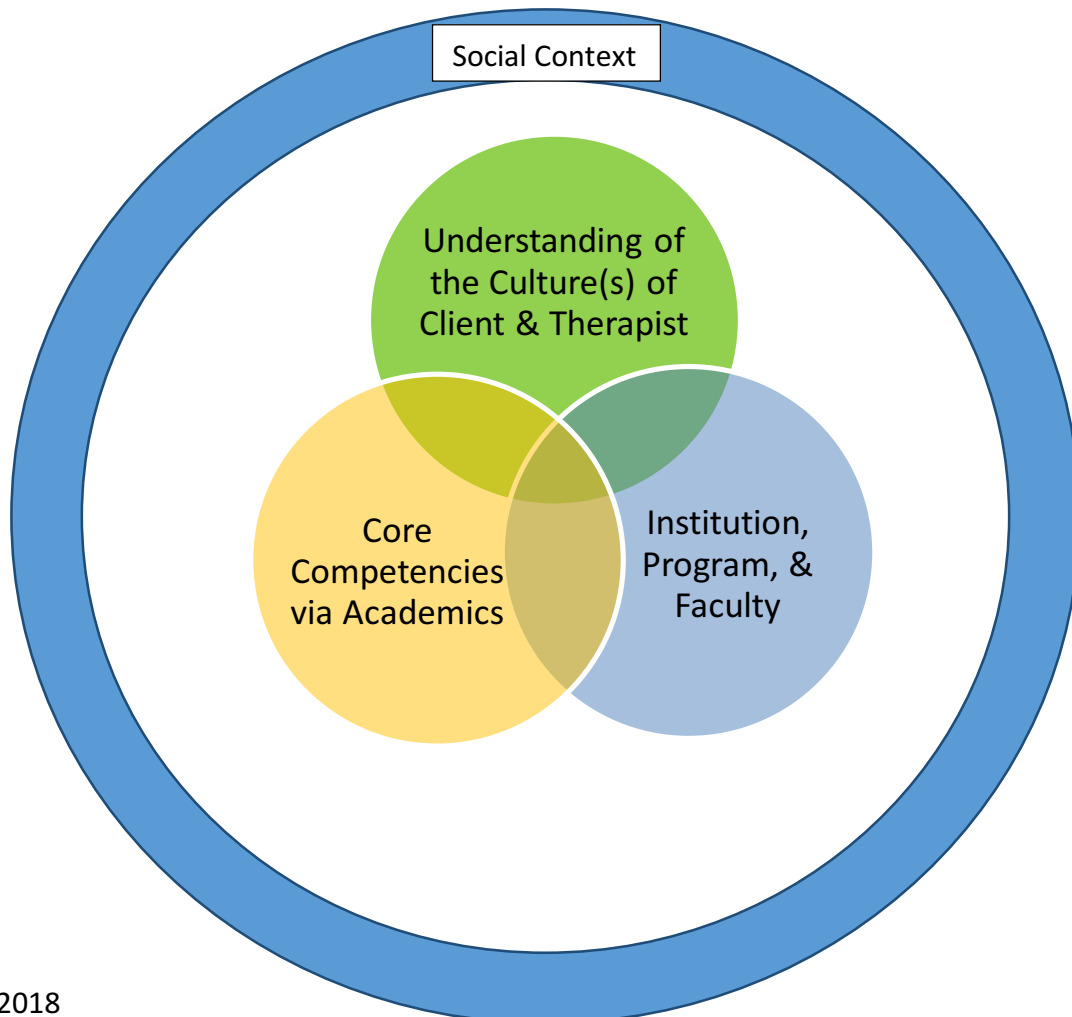 Social Context
Understanding of
the Culture(s) of
Client & Therapist
Core
Competencies
via Academics
Institution,
Program, &
Faculty
2018